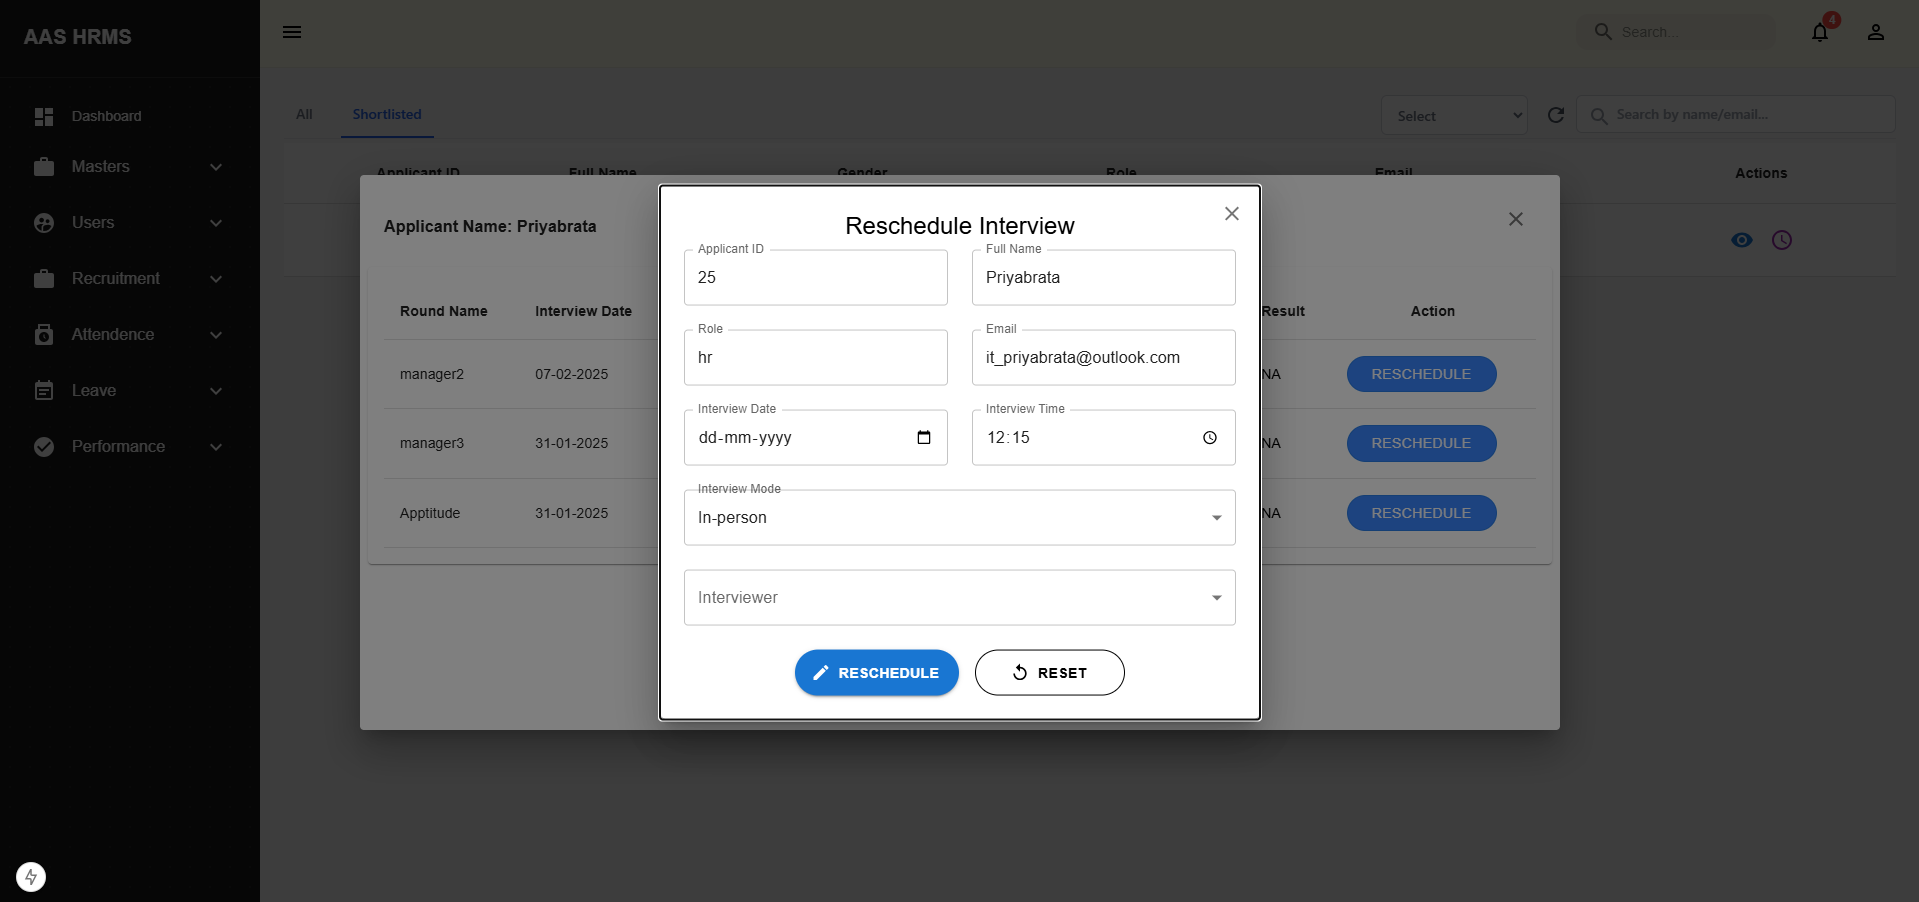 AAS HRMS
Search...
4
Dashboard
Masters
Users
Recruitment
Attendence
Leave
Performance
All
Shortlisted
Select
Search by name/email...
Applicant ID
Full Name
Gender
Role
Email
Actions
Applicant Name: Priyabrata
Round Name
Interview Date
Result
Action
manager2
07-02-2025
NA
RESCHEDULE
manager3
31-01-2025
NA
RESCHEDULE
Apptitude
31-01-2025
NA
RESCHEDULE
Reschedule Interview
Applicant ID
25
Full Name
Priyabrata
Role
hr
Email
it_priyabrata@outlook.com
Interview Date
dd-mm-yyyy
Interview Time
12:15
Interview Mode
In-person
Interviewer
RESCHEDULE
RESET